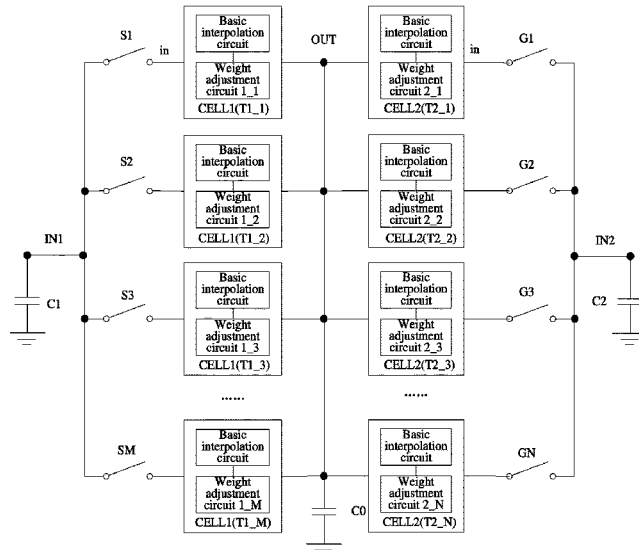 S1
in
Basic
interpolation
circuit
Weight
adjustment
circuit 1_1
CELL1(T1_1)
OUT
Basic
interpolation
circuit
Weight
adjustment
circuit 2_1
CELL2(T2_1)
in
G1
S2
Basic
interpolation
circuit
Weight
adjustment
circuit 1_2
CELL1(T1_2)
Basic
interpolation
circuit
Weight
adjustment
circuit 2_2
CELL2(T2_2)
G2
IN1
C1
IN2
C2
S3
Basic
interpolation
circuit
Weight
adjustment
circuit 1_3
CELL1(T1_3)
Basic
interpolation
circuit
Weight
adjustment
circuit 2_3
CELL2(T2_3)
G3
......
......
SM
Basic
interpolation
circuit
Weight
adjustment
circuit 1_M
CELL1(T1_M)
C0
Basic
interpolation
circuit
Weight
adjustment
circuit 2_N
CELL2(T2_N)
GN